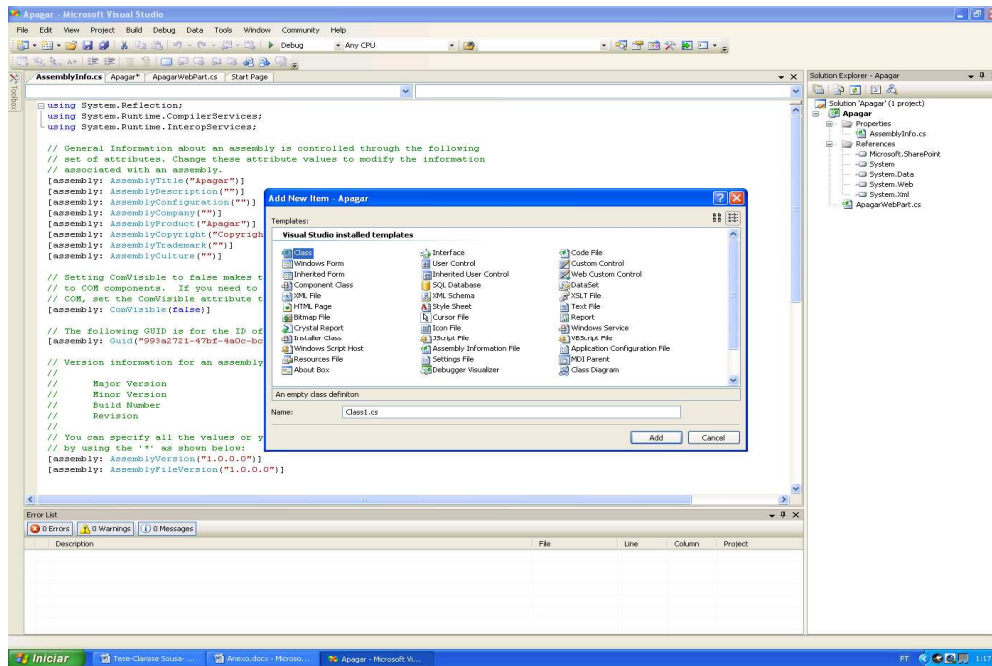 Apagar - Microsoft Visual Studio
File Edit View Project Build Debug Data Tools Window Community Help
Debug Any CPU
AssemblyInfo.cs Apagar* ApagarWebPart.cs Start Page
Toolbox
using System.Reflection;
using System.Runtime.CompilerServices;
using System.Runtime.InteropServices;
// General Information about an assembly is controlled through the following
// set of attributes. Change these attribute values to modify the information
// associated with an assembly.
[assembly: AssemblyTitle("Apagar")]
[assembly: AssemblyDescription("")]
[assembly: AssemblyConfiguration("")]
[assembly: AssemblyCompany("")]
[assembly: AssemblyProduct("Apagar")]
[assembly: AssemblyCopyright("Copyrigh
[assembly: AssemblyTrademark("")]
[assembly: AssemblyCulture("")]
// Setting ComVisible to false makes t
// to COM components. If you need to
// COM, set the ComVisible attribute t
[assembly: ComVisible(false)]
// The following GUID is for the ID of
[assembly: Guid("993a2721-47bf-4a0c-bc
// Version information for an assembly
//
// Major Version
// Minor Version
// Build Number
// Revision
//
// You can specify all the values or y
// by using the '*' as shown below:
[assembly: AssemblyVersion("1.0.0.0")]
[assembly: AssemblyFileVersion("1.0.0.0")]
Add New Item - Apagar
Templates:
Visual Studio installed templates
Class Interface Code File
Windows Form User Control Custom Control
Inherited Form Inherited User Control Web Custom Control
Component Class SQL Database DataSet
XML File XML Schema XSLT File
HTML Page Style Sheet Text File
Bitmap File Cursor File Report
Crystal Report Icon File Windows Service
Installer Class JScript File VBScript File
Windows Script Host Assembly Information File Application Configuration File
Resources File Settings File MDI Parent
About Box Debugger Visualizer Class Diagram
An empty class definiton
Name: Class1.cs
Add Cancel
Solution Explorer - Apagar
Solution 'Apagar' (1 project)
Apagar
Properties
AssemblyInfo.cs
References
Microsoft.SharePoint
System
System.Data
System.Web
System.Xml
ApagarWebPart.cs
Error List
0 Errors 0 Warnings 0 Messages
Description File Line Column Project
Iniciar Tese-Clarisse Sousa- ... Anexo.docx - Microso... Apagar - Microsoft Vi... PT 1:17